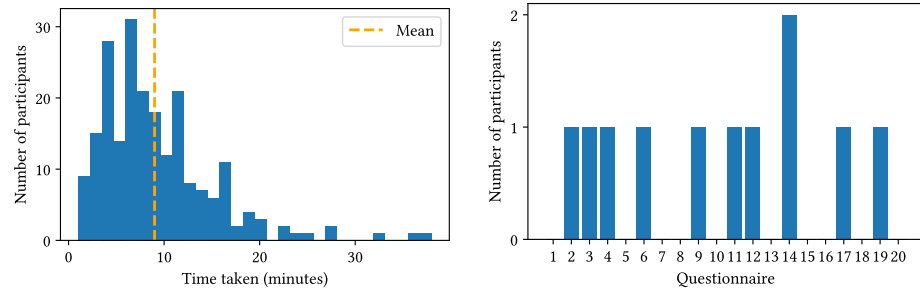 Number of participants
30
20
10
0
Mean
0 10 20 30
Time taken (minutes)
Number of participants
2
1
0
1 2 3 4 5 6 7 8 9 10 11 12 13 14 15 16 17 18 19 20
Questionnaire